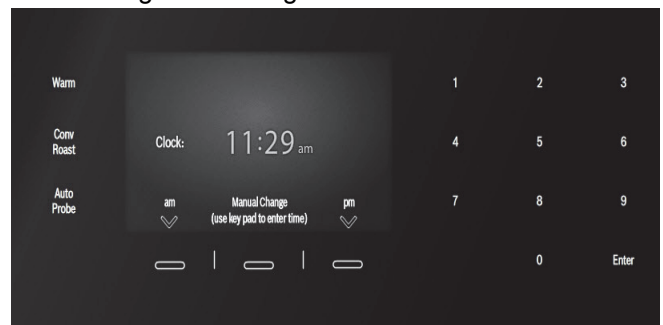 Warm
Conv
Roast
Auto
Probe
Clock: 11:29 am
am
Manual Change
(use key pad to enter time)
pm
1 2 3
4 5 6
7 8 9
0 Enter